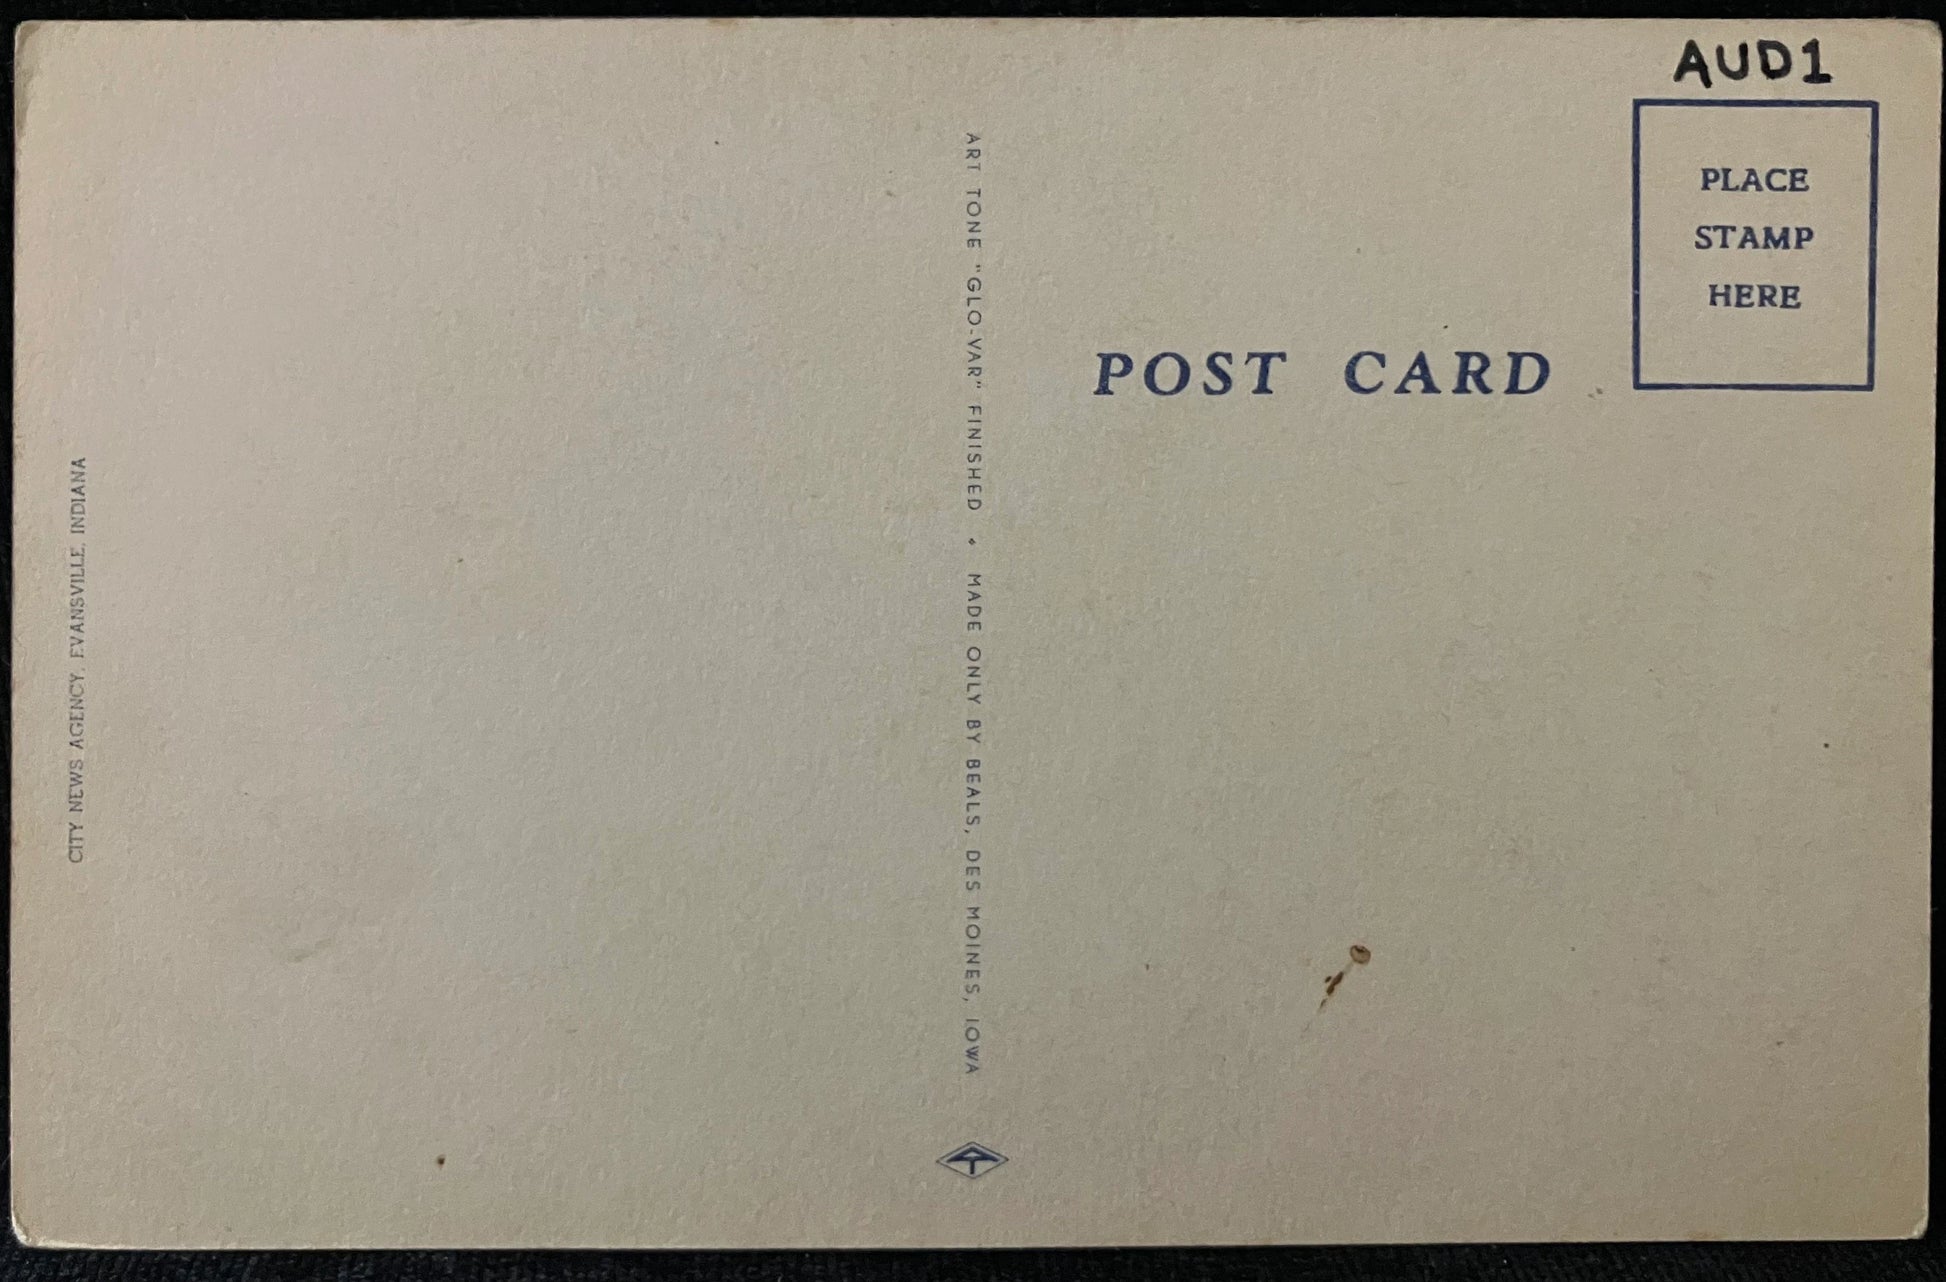 AUD1
PLACE
STAMP
HERE
POST CARD
ART TONE "GLO-VAR" FINISHED • MADE ONLY BY BEALS, DES MOINES, IOWA
CITY NEWS AGENCY, EVANSVILLE, INDIANA